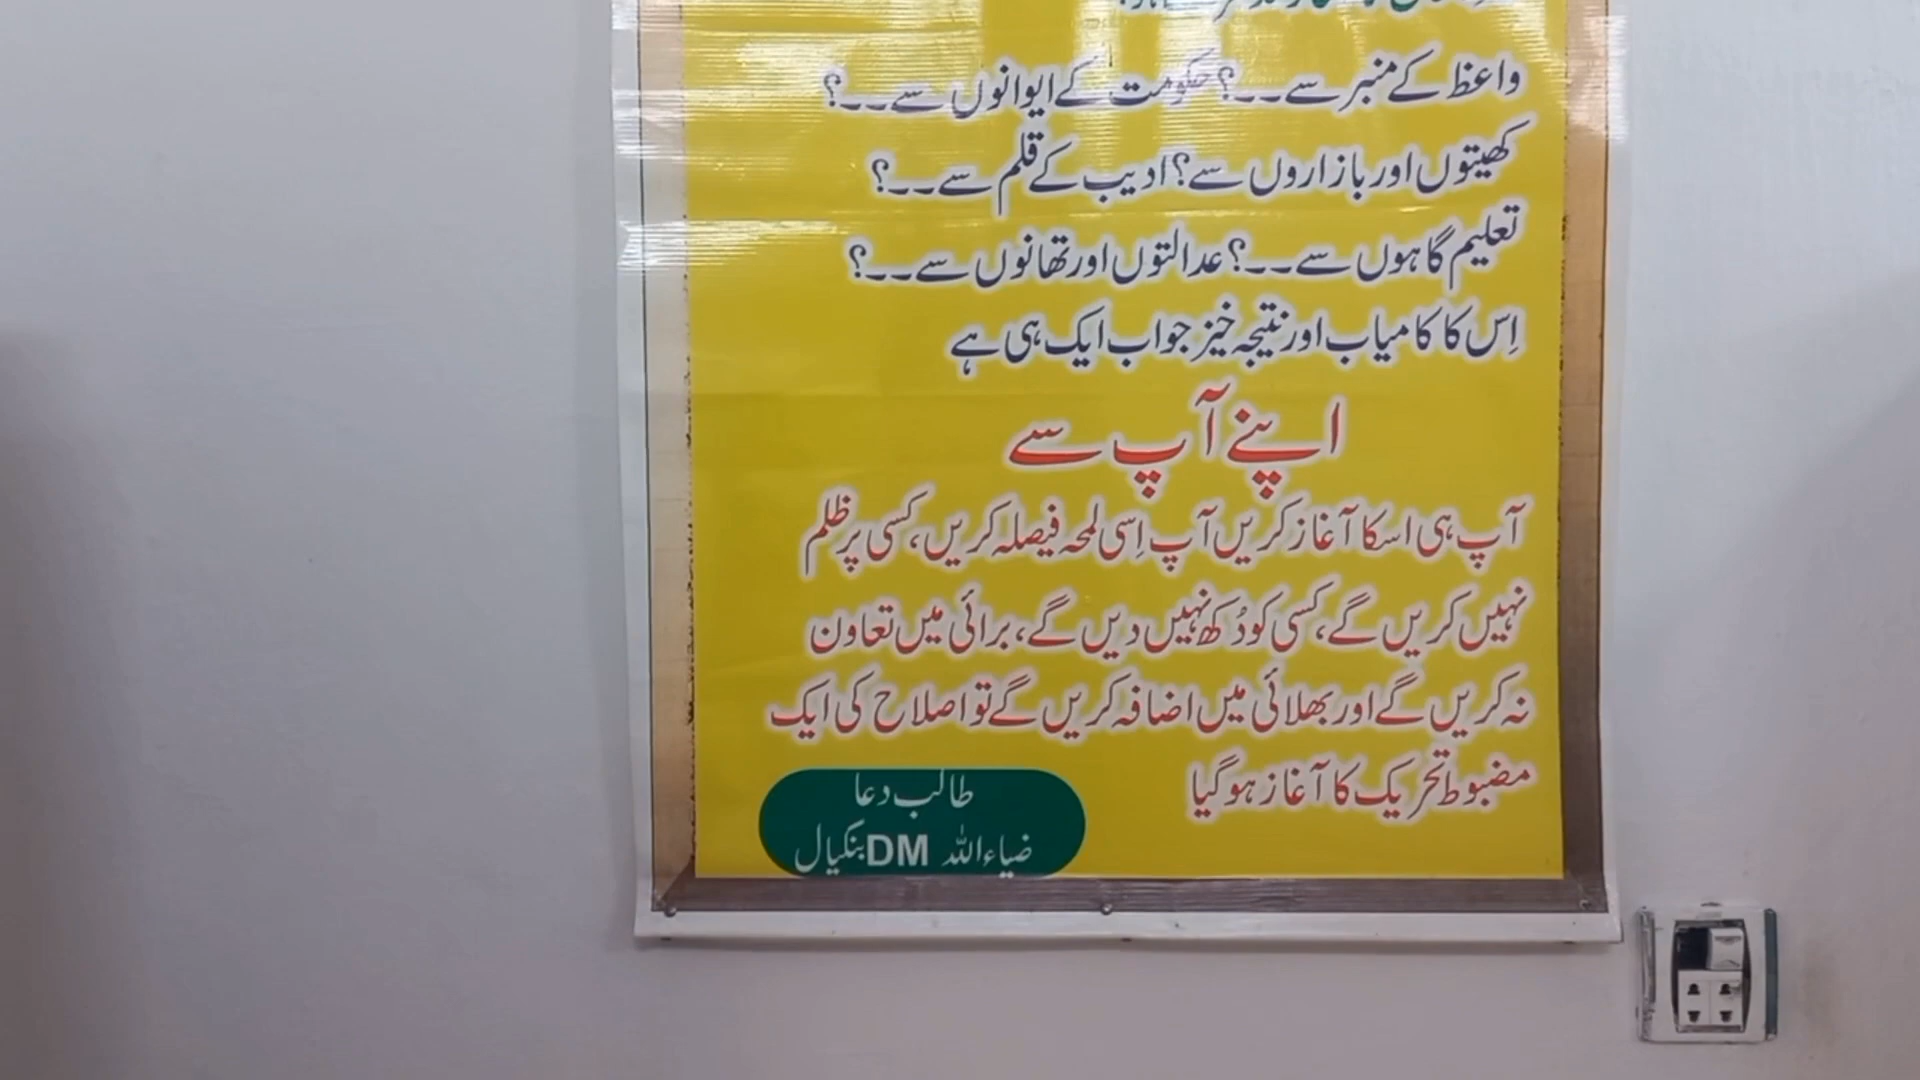 واعظ کے منبر سے۔۔؟ حکومت کے ایوانوں سے۔۔؟
کھیتوں اور بازاروں سے؟ ادیب کے قلم سے۔۔؟
تعلیم گاہوں سے۔۔؟ عدالتوں اور تھانوں سے۔۔؟
اِس کا کامیاب اور نتیجہ خیز جواب ایک ہی ہے
اپنے آپ سے
آپ ہی اسکا آغاز کریں آپ اِسی لمحہ فیصلہ کریں، کسی پر ظلم
نہیں کریں گے، کسی کو دُکھ نہیں دیں گے، برائی میں تعاون
نہ کریں گے اور بھلائی میں اضافہ کریں گے تو اصلاح کی ایک
مضبوط تحریک کا آغاز ہو گیا
طالب دعا
ضیاءاللہ DM بنکیال